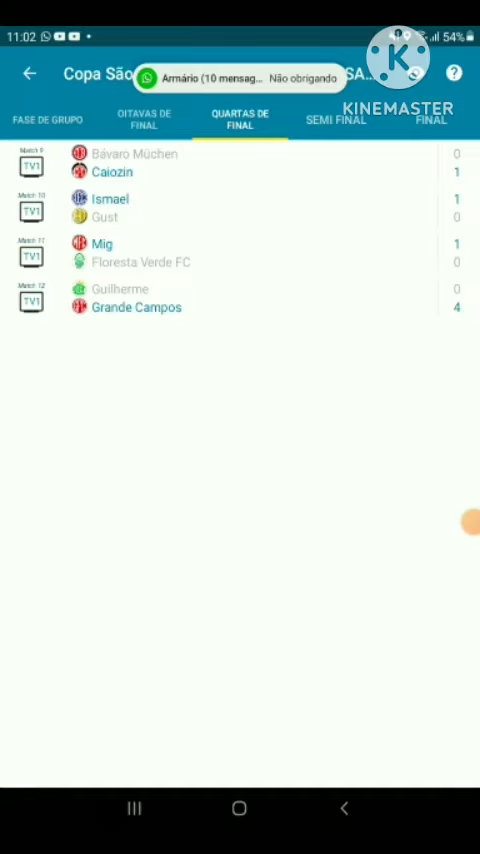 11:02 54%
Copa São SA...
Armário (10 mensag... Não obrigando
K
KINEMASTER
FASE DE GRUPO
OITAVAS DE FINAL
QUARTAS DE FINAL
SEMI FINAL
FINAL
Match 9
TV1
Bávaro Müchen 0
Caiozin 1
Match 10
TV1
Ismael 1
Gust 0
Match 11
TV1
Mig 1
Floresta Verde FC 0
Match 12
TV1
Guilherme 0
Grande Campos 4